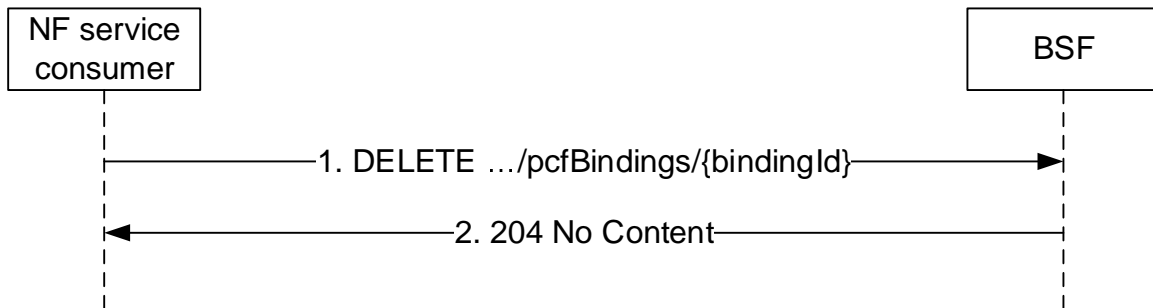 NF service
consumer
BSF
1. DELETE …/pcfBindings/{bindingId}
2. 204 No Content